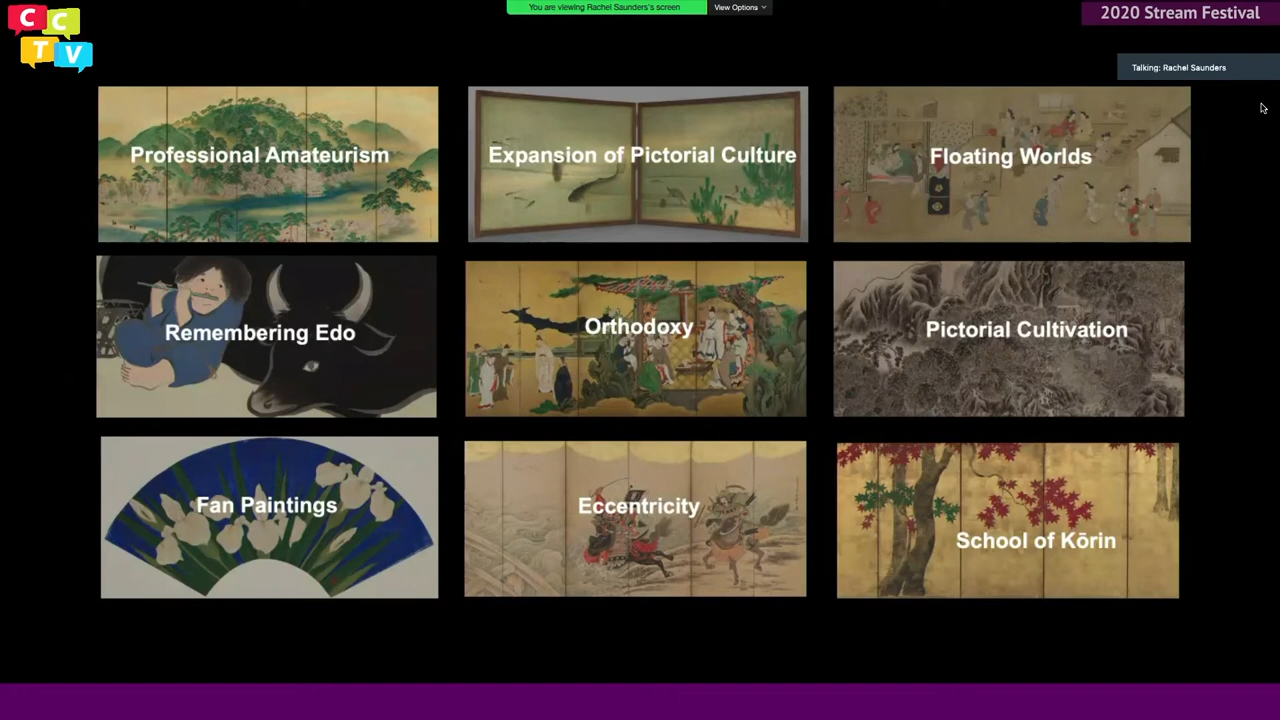 C C
T V
You are viewing Rachel Saunders's screen
View Options
2020 Stream Festival
Talking: Rachel Saunders
Professional Amateurism
Expansion of Pictorial Culture
Floating Worlds
Remembering Edo
Orthodoxy
Pictorial Cultivation
Fan Paintings
Eccentricity
School of Kōrin